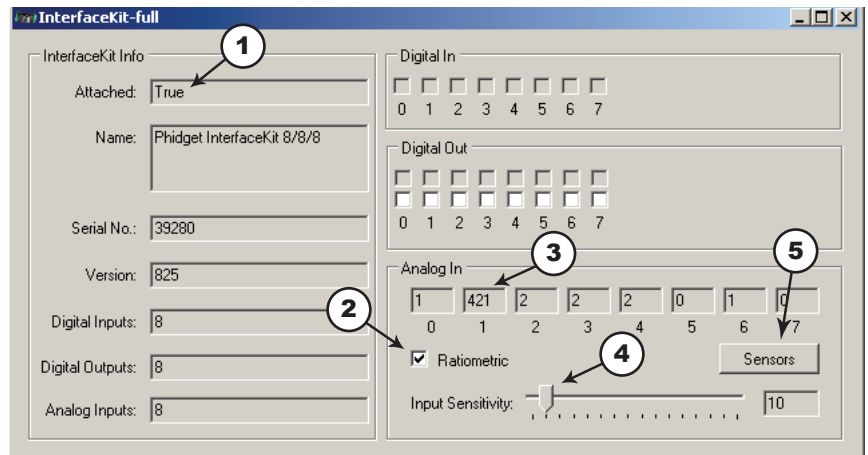 InterfaceKit-full
InterfaceKit Info
1
Attached: True
Name: Phidget InterfaceKit 8/8/8
Serial No.: 39280
Version: 825
2
Digital Inputs: 8
Digital Outputs: 8
Analog Inputs: 8
Digital In
0 1 2 3 4 5 6 7
Digital Out
0 1 2 3 4 5 6 7
3
5
Analog In
1 421 2 2 2 0 1 0
0 1 2 3 4 5 6 7
4
Ratiometric
Sensors
Input Sensitivity: 10